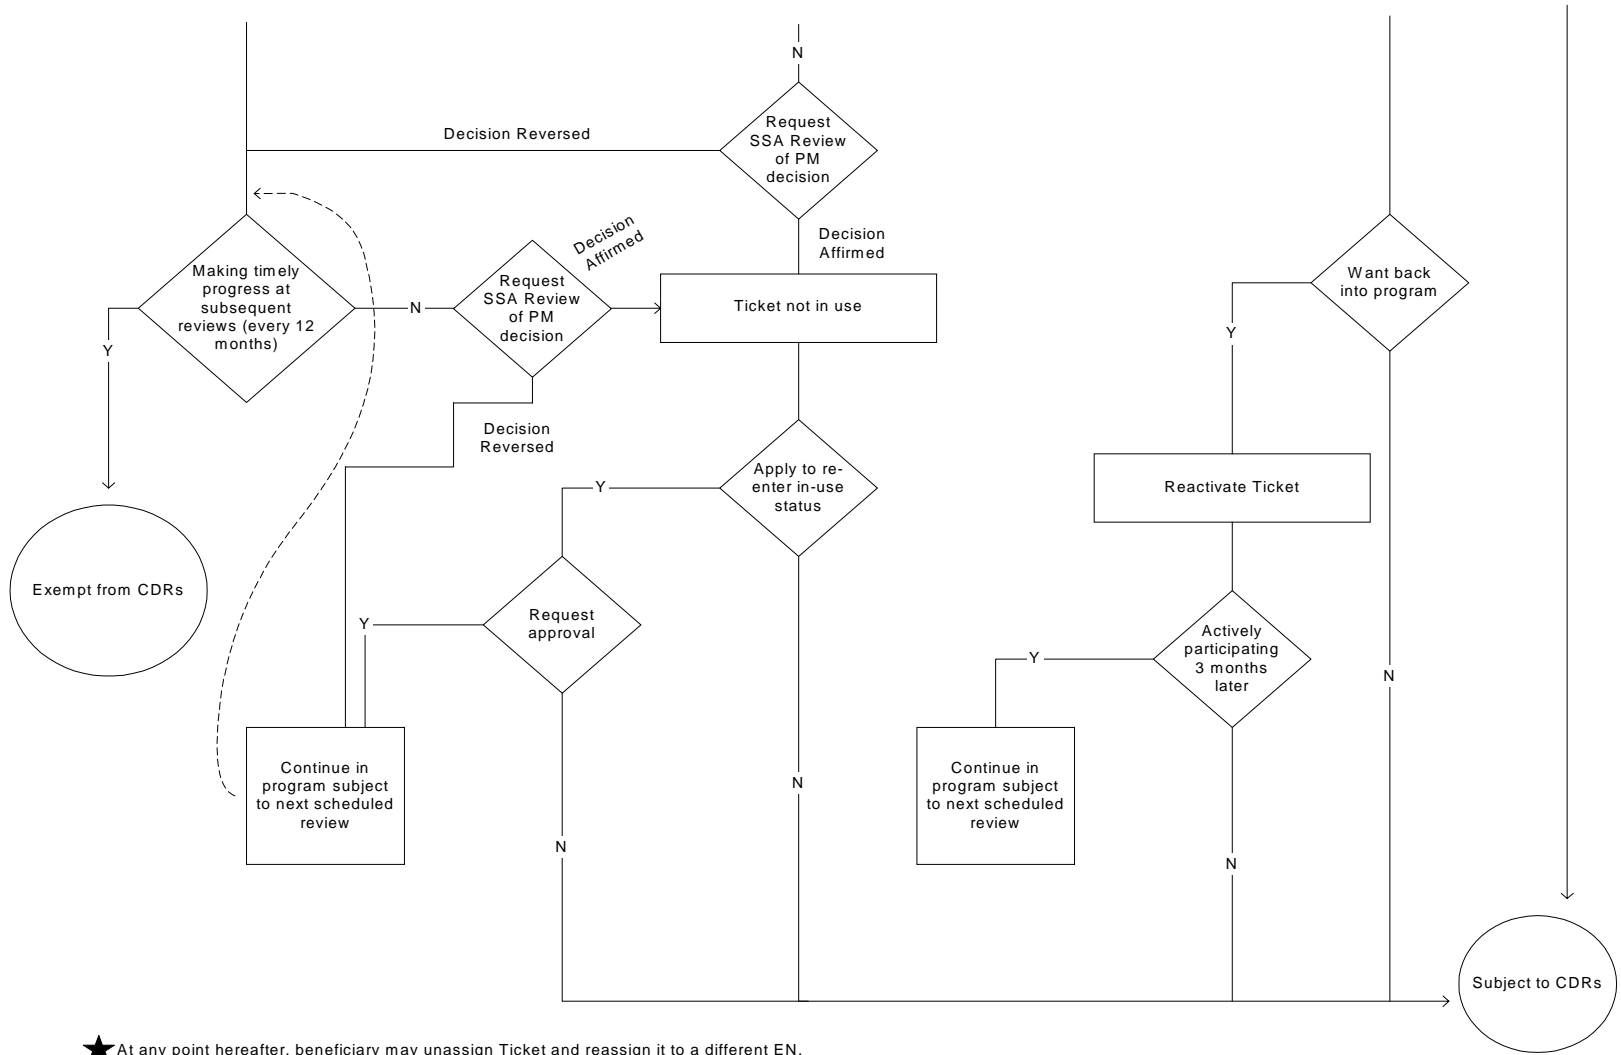 N
Request
SSA Review
of PM
decision
Decision Reversed
Decision
Affirmed
Making timely
progress at
subsequent
reviews (every 12
months)
N
Request
SSA Review
of PM
decision
Decision
Affirmed
Ticket not in use
Want back
into program
Y
Y
Decision
Reversed
Apply to re-
enter in-use
status
Y
Reactivate Ticket
Exempt from CDRs
Request
approval
Y
Actively
participating
3 months
later
Y
N
Continue in
program subject
to next scheduled
review
N
Continue in
program subject
to next scheduled
review
N
N
Subject to CDRs
At any point hereafter, beneficiary may unassign Ticket and reassign it to a different EN.